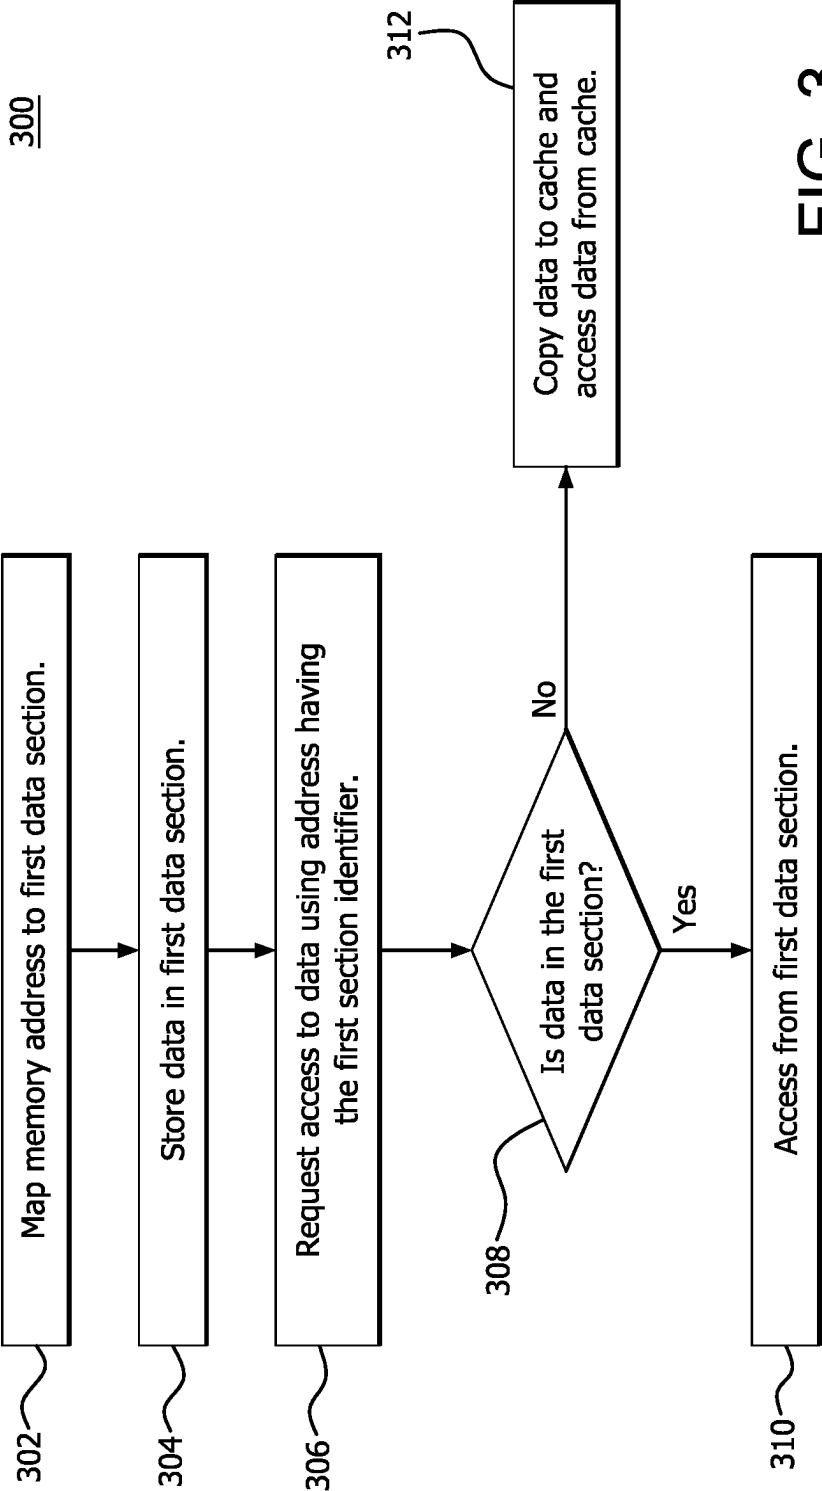 300
302
Map memory address to first data section.
304
Store data in first data section.
306
Request access to data using address having
the first section identifier.
308
Is data in the first
data section?
No
312
Copy data to cache and
access data from cache.
Yes
310
Access from first data section.
FIG. 3